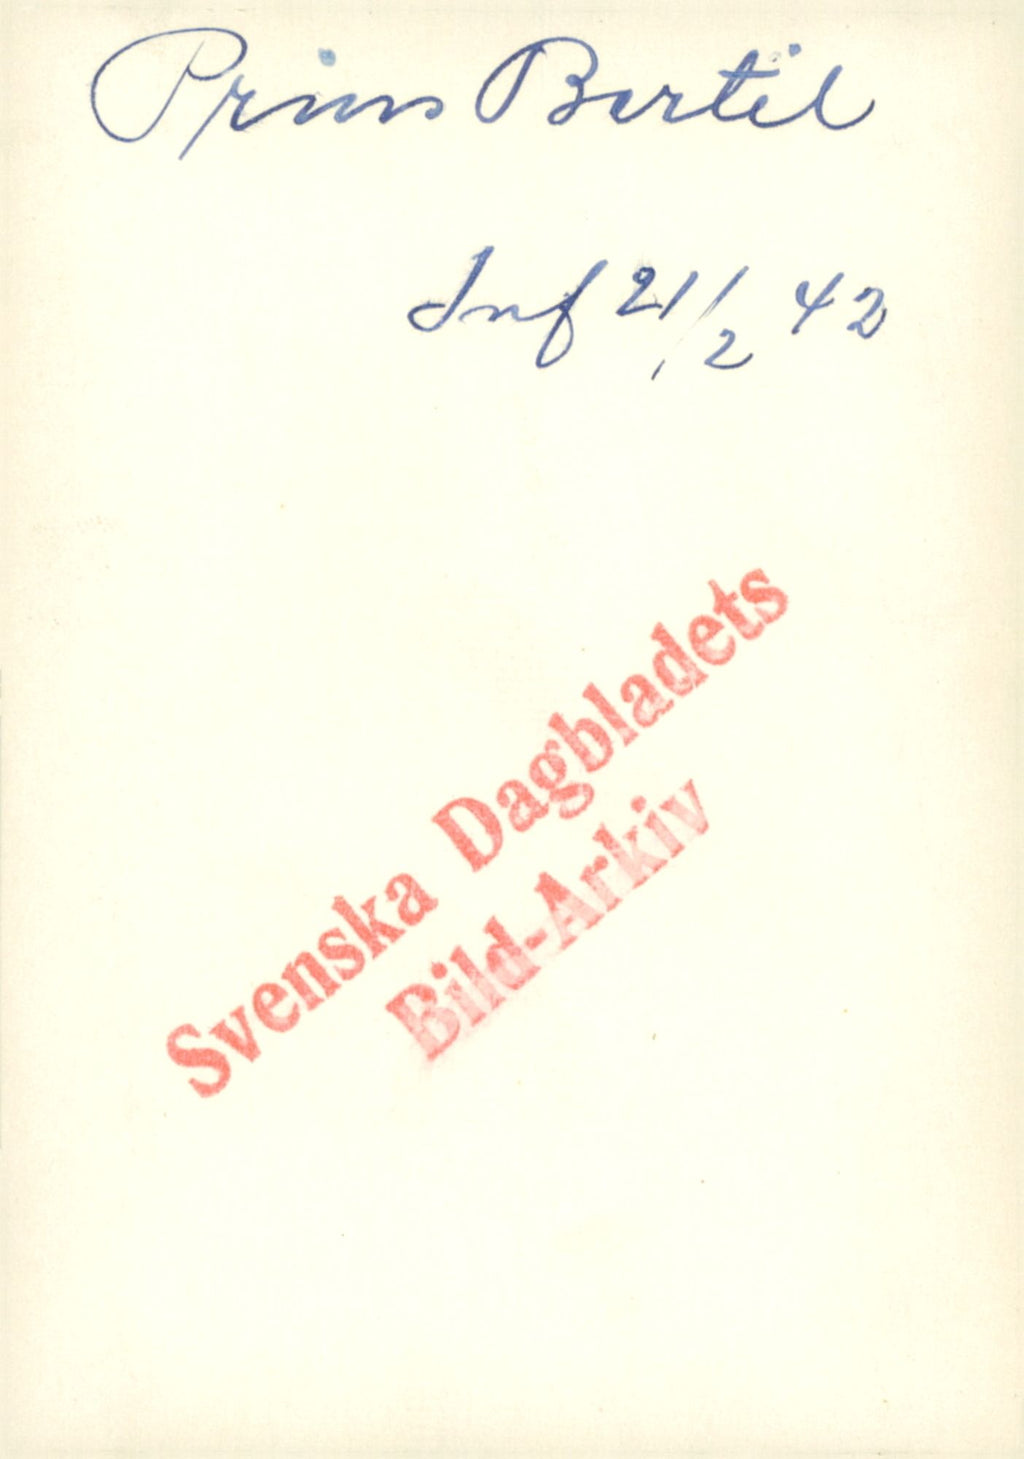 Prins Bertil
Inf 21/2 42
Svenska Dagbladets
Bild-Arkiv